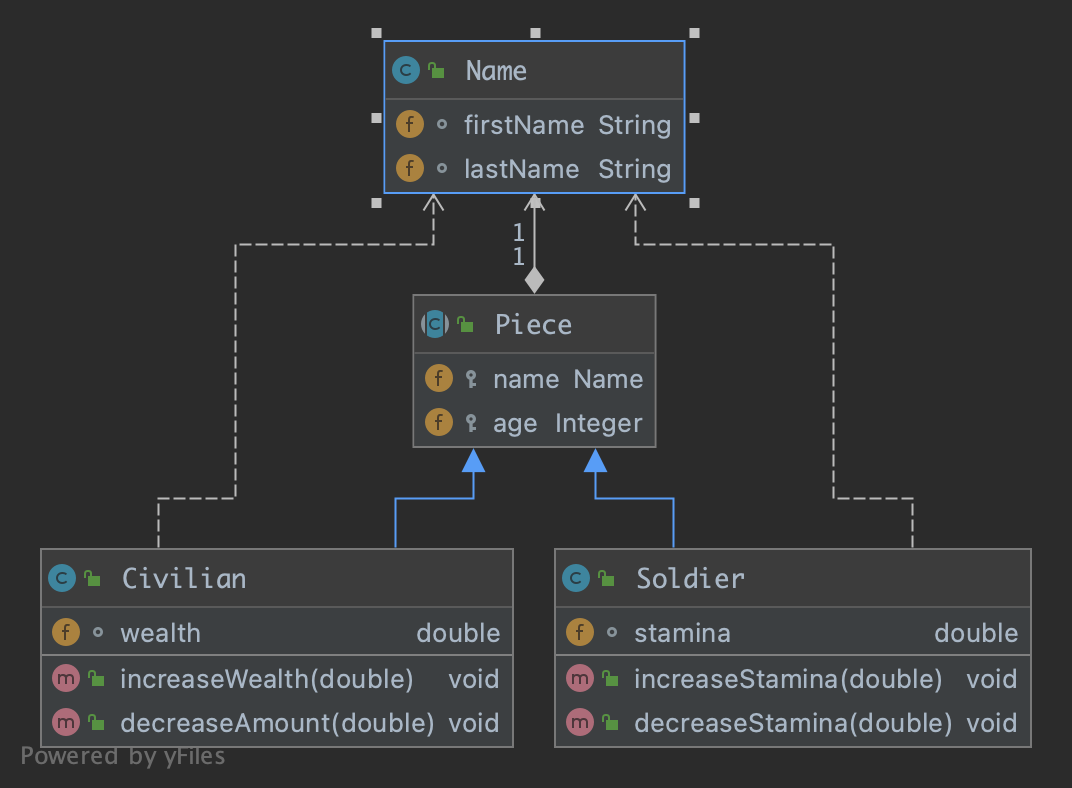 Name
firstName String
lastName String
1
1
Piece
name Name
age Integer
Civilian
wealth double
increaseWealth(double) void
decreaseAmount(double) void
Soldier
stamina double
increaseStamina(double) void
decreaseStamina(double) void
Powered by yFiles